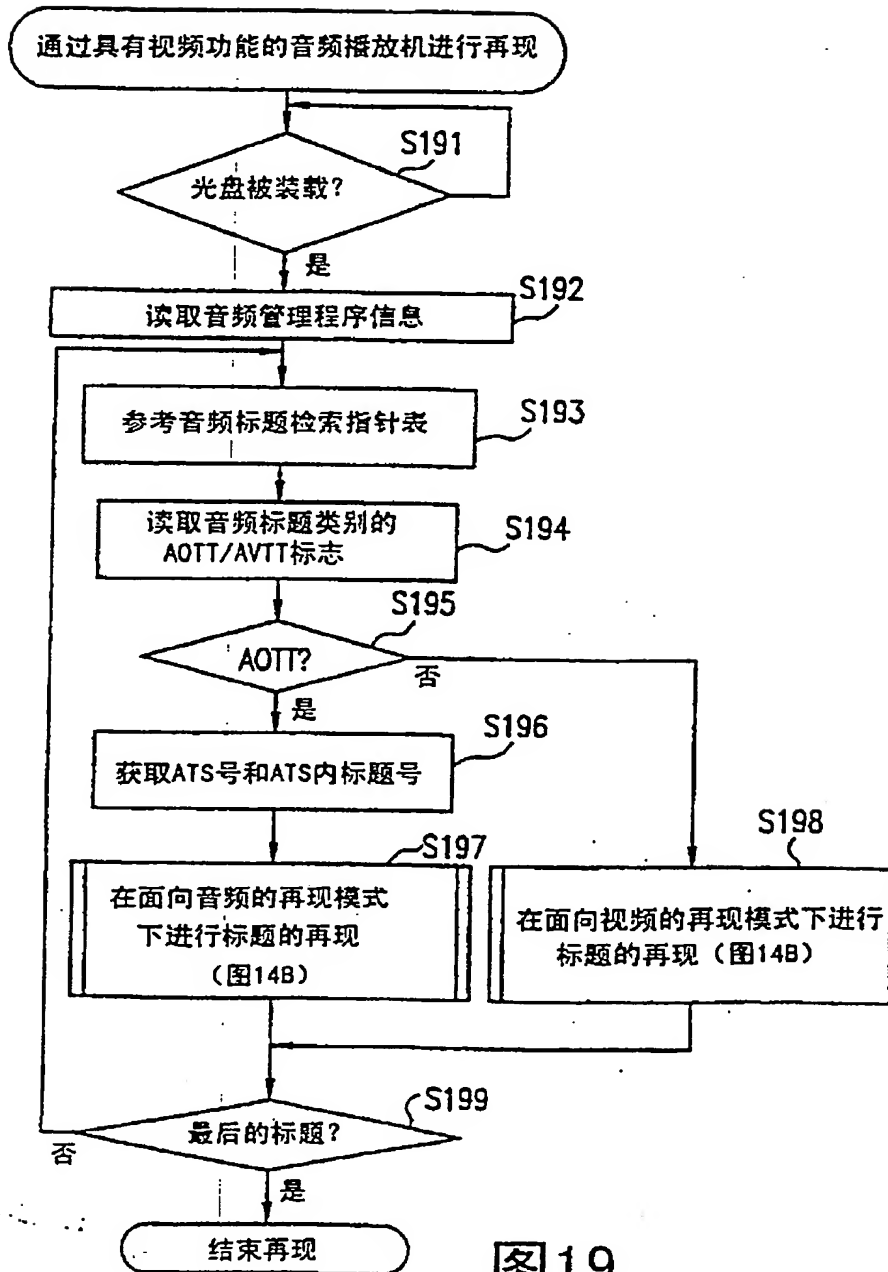 通过具有视频功能的音频播放机进行再现
S191
光盘被装载?
是
S192
读取音频管理程序信息
S193
参考音频标题检索指针表
S194
读取音频标题类别的
AOTT/AVTT标志
S195
AOTT?
否
是
S196
获取ATS号和ATS内标题号
S197
在面向音频的再现模式
下进行标题的再现
(图14B)
S198
在面向视频的再现模式下进行
标题的再现(图14B)
S199
最后的标题?
否
是
结束再现
图19